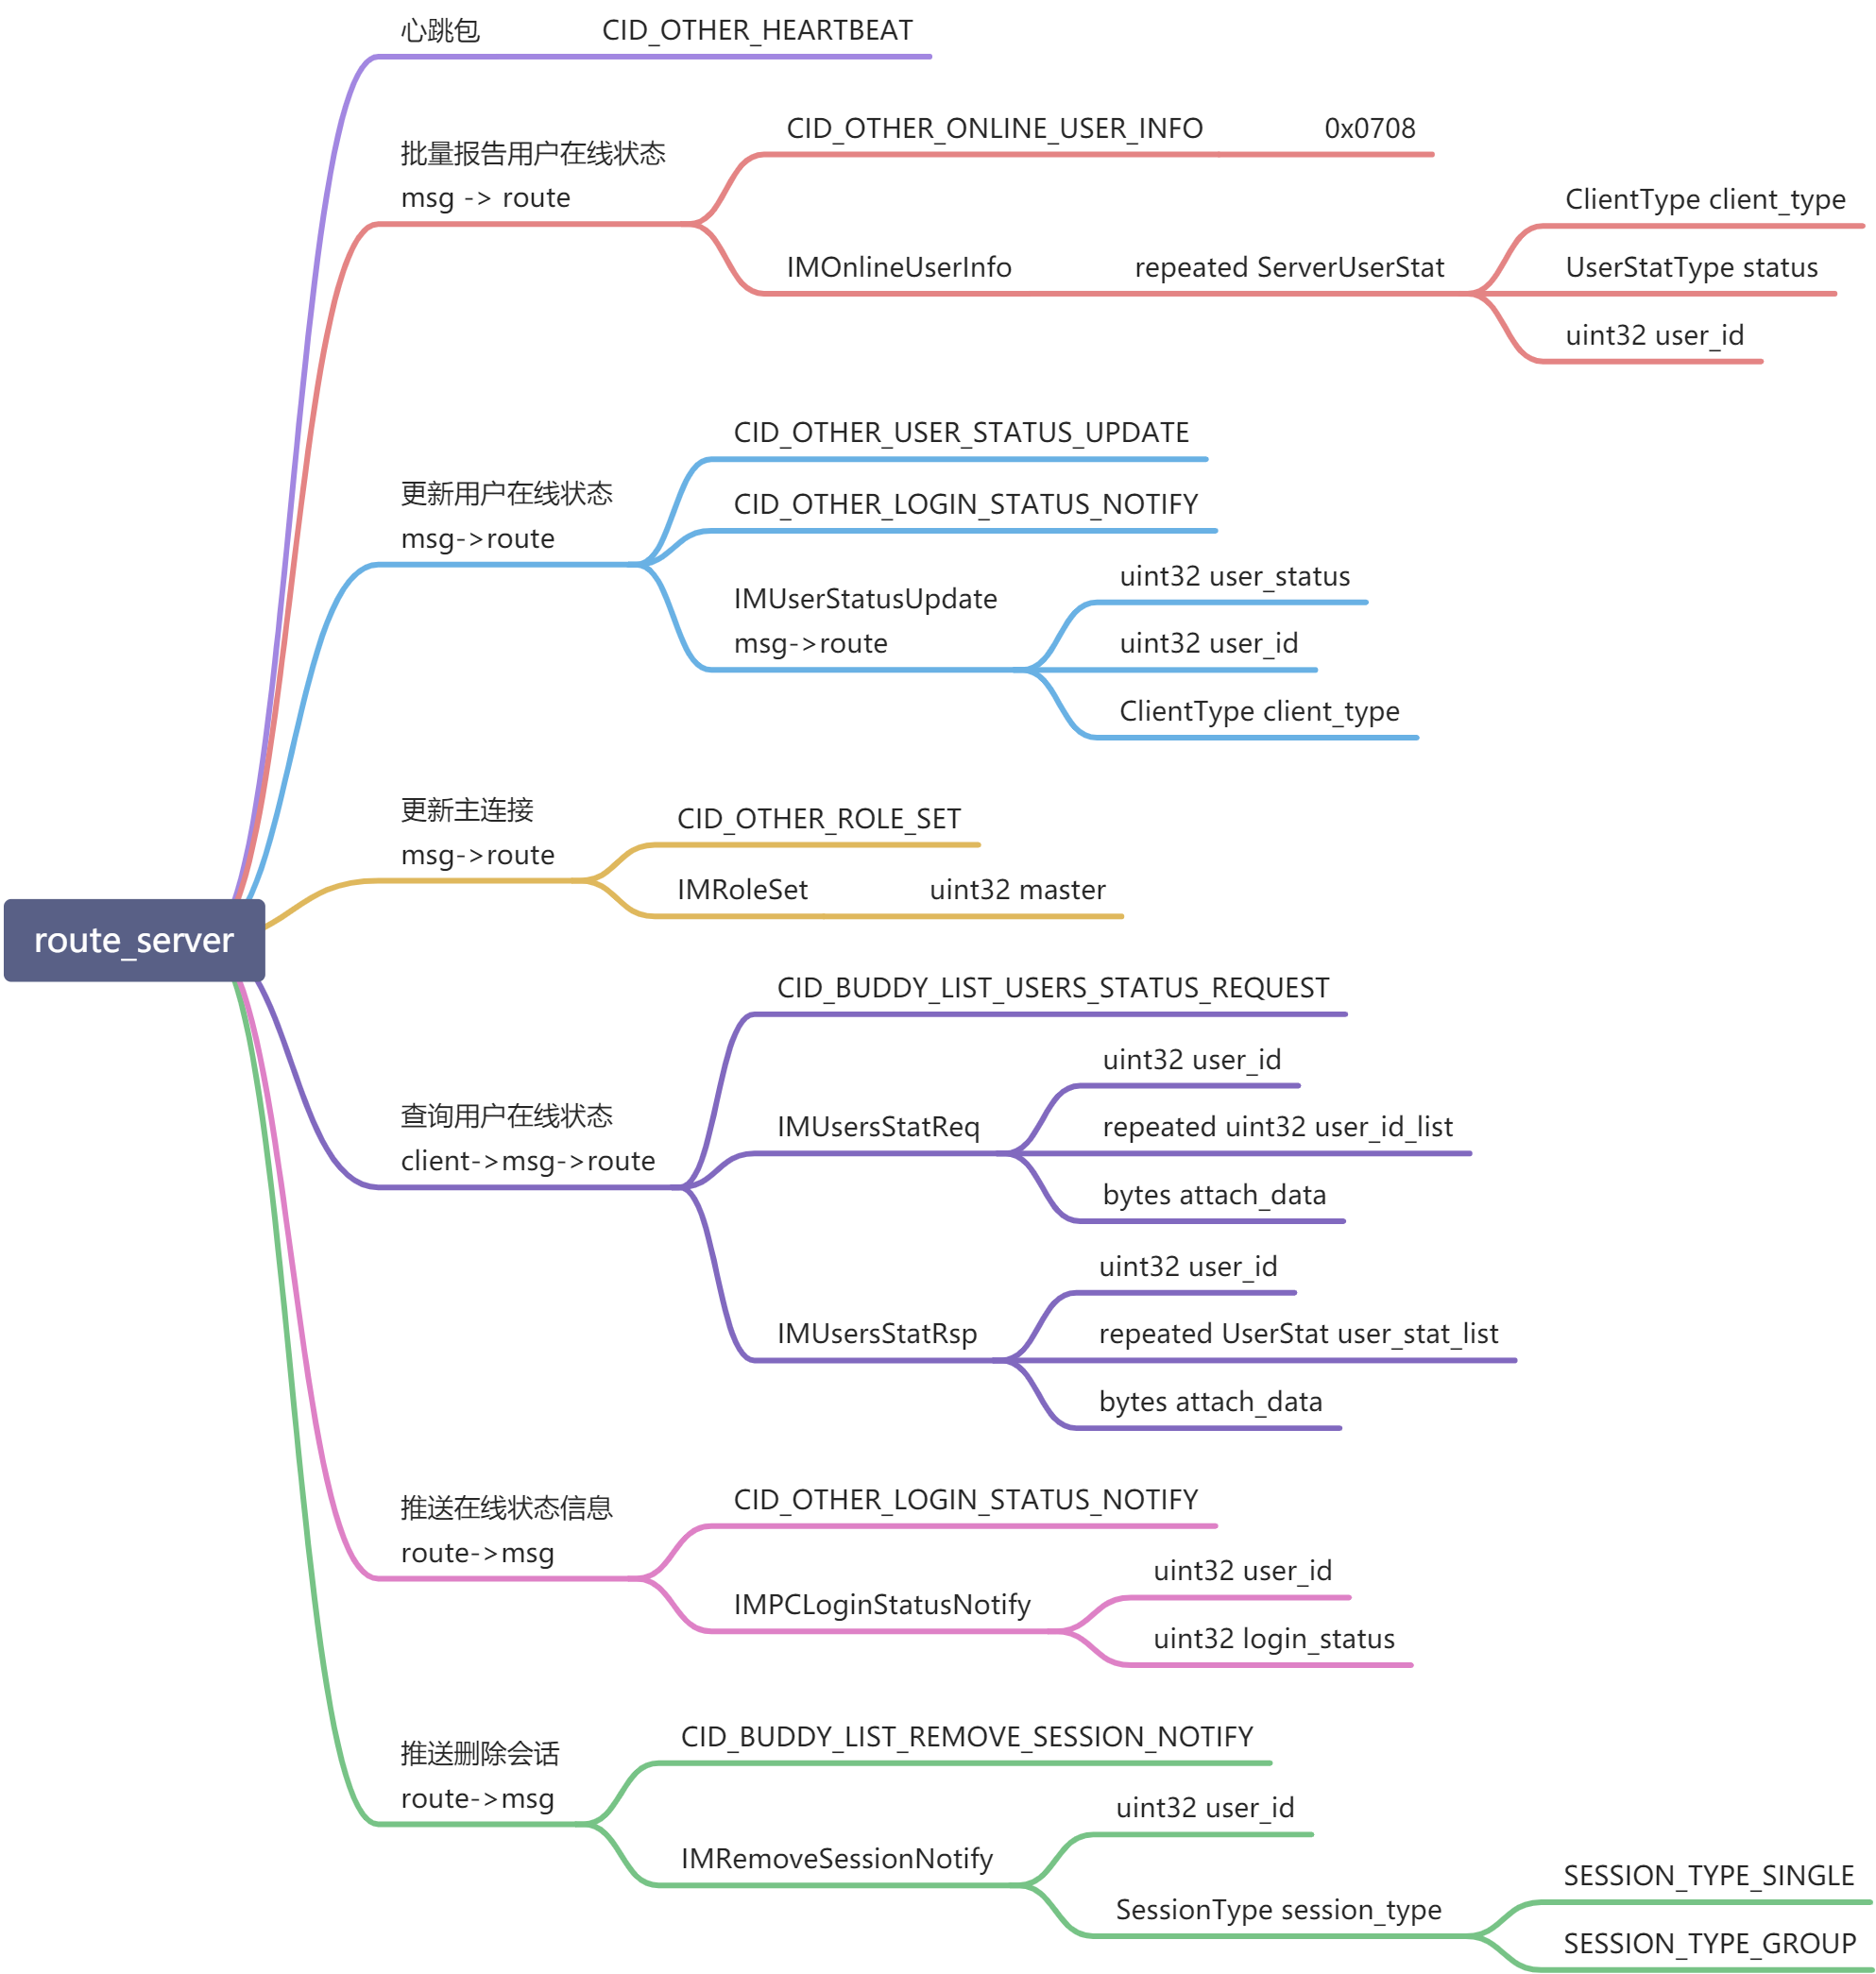 route_server
心跳包
CID_OTHER_HEARTBEAT
批量报告用户在线状态
msg -> route
CID_OTHER_ONLINE_USER_INFO
0x0708
IMOnlineUserInfo
repeated ServerUserStat
ClientType client_type
UserStatType status
uint32 user_id
更新用户在线状态
msg->route
CID_OTHER_USER_STATUS_UPDATE
CID_OTHER_LOGIN_STATUS_NOTIFY
IMUserStatusUpdate
msg->route
uint32 user_status
uint32 user_id
ClientType client_type
更新主连接
msg->route
CID_OTHER_ROLE_SET
IMRoleSet
uint32 master
查询用户在线状态
client->msg->route
CID_BUDDY_LIST_USERS_STATUS_REQUEST
IMUsersStatReq
uint32 user_id
repeated uint32 user_id_list
bytes attach_data
IMUsersStatRsp
uint32 user_id
repeated UserStat user_stat_list
bytes attach_data
推送在线状态信息
route->msg
CID_OTHER_LOGIN_STATUS_NOTIFY
IMPCLoginStatusNotify
uint32 user_id
uint32 login_status
推送删除会话
route->msg
CID_BUDDY_LIST_REMOVE_SESSION_NOTIFY
IMRemoveSessionNotify
uint32 user_id
SessionType session_type
SESSION_TYPE_SINGLE
SESSION_TYPE_GROUP